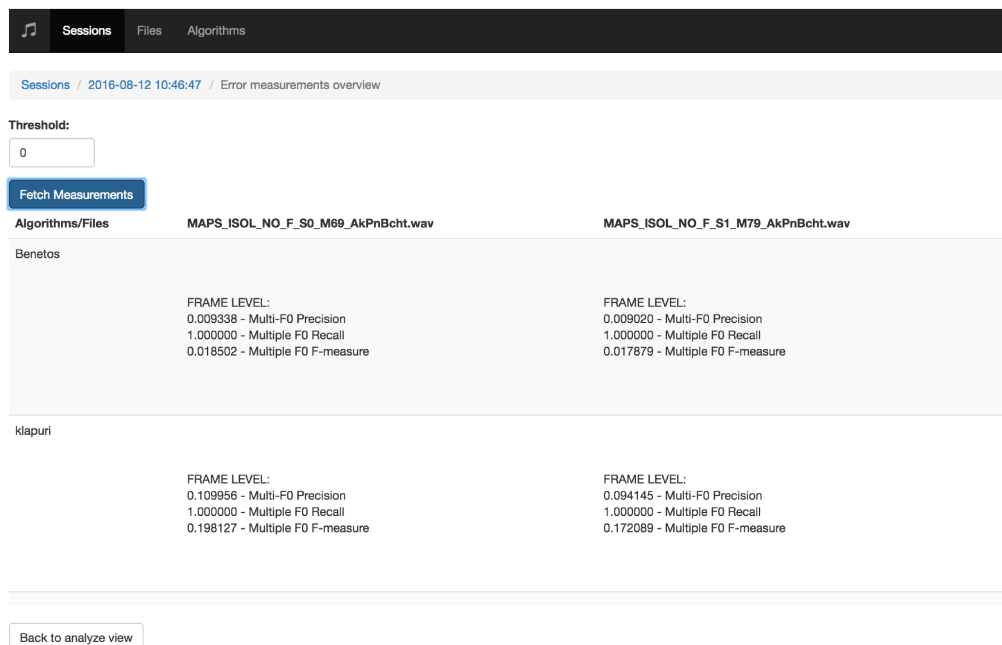 Sessions Files Algorithms
Sessions / 2016-08-12 10:46:47 / Error measurements overview
Threshold:
0
Fetch Measurements
Algorithms/Files MAPS_ISOL_NO_F_S0_M69_AkPnBcht.wav MAPS_ISOL_NO_F_S1_M79_AkPnBcht.wav
Benetos
FRAME LEVEL: FRAME LEVEL:
0.009338 - Multi-F0 Precision 0.009020 - Multi-F0 Precision
1.000000 - Multiple F0 Recall 1.000000 - Multiple F0 Recall
0.018502 - Multiple F0 F-measure 0.017879 - Multiple F0 F-measure
klapuri
FRAME LEVEL: FRAME LEVEL:
0.109956 - Multi-F0 Precision 0.094145 - Multi-F0 Precision
1.000000 - Multiple F0 Recall 1.000000 - Multiple F0 Recall
0.198127 - Multiple F0 F-measure 0.172089 - Multiple F0 F-measure
Back to analyze view